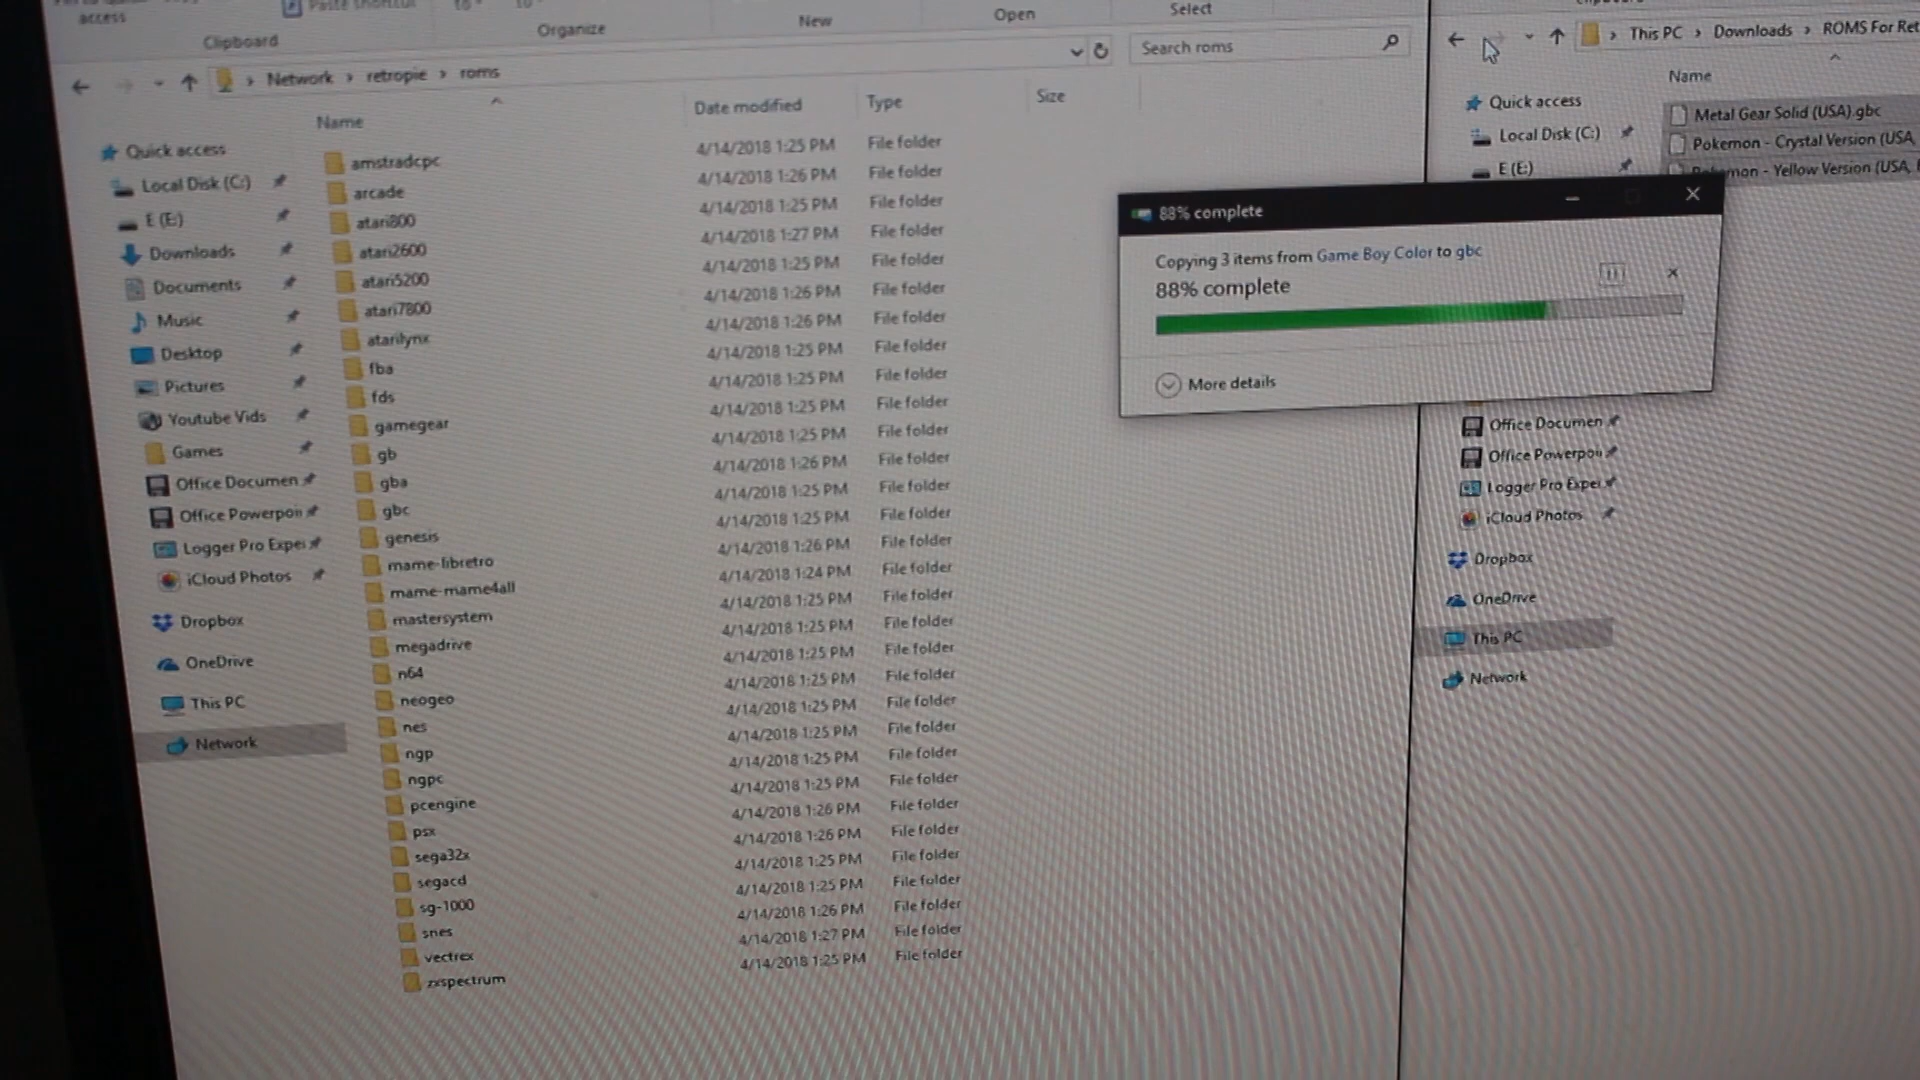 access
Paste shortcut
Clipboard
Organize
New
Open
Select
Network > retropie > roms
Search roms
Name
Date modified
Type
Size
Quick access
Local Disk (C:)
E (E:)
Downloads
Documents
Music
Desktop
Pictures
Youtube Vids
Games
Office Documen
Office Powerpoin
Logger Pro Exper
iCloud Photos
Dropbox
OneDrive
This PC
Network
amstradcpc 4/14/2018 1:25 PM File folder
arcade 4/14/2018 1:26 PM File folder
atari800 4/14/2018 1:25 PM File folder
atari2600 4/14/2018 1:27 PM File folder
atari5200 4/14/2018 1:25 PM File folder
atari7800 4/14/2018 1:26 PM File folder
atarilynx 4/14/2018 1:26 PM File folder
fba 4/14/2018 1:25 PM File folder
fds 4/14/2018 1:25 PM File folder
gamegear 4/14/2018 1:25 PM File folder
gb 4/14/2018 1:25 PM File folder
gba 4/14/2018 1:26 PM File folder
gbc 4/14/2018 1:25 PM File folder
genesis 4/14/2018 1:25 PM File folder
mame-libretro 4/14/2018 1:26 PM File folder
mame-mame4all 4/14/2018 1:24 PM File folder
mastersystem 4/14/2018 1:25 PM File folder
megadrive 4/14/2018 1:25 PM File folder
n64 4/14/2018 1:25 PM File folder
neogeo 4/14/2018 1:25 PM File folder
nes 4/14/2018 1:25 PM File folder
ngp 4/14/2018 1:25 PM File folder
ngpc 4/14/2018 1:25 PM File folder
pcengine 4/14/2018 1:25 PM File folder
psx 4/14/2018 1:26 PM File folder
sega32x 4/14/2018 1:26 PM File folder
segacd 4/14/2018 1:25 PM File folder
sg-1000 4/14/2018 1:25 PM File folder
snes 4/14/2018 1:26 PM File folder
vectrex 4/14/2018 1:27 PM File folder
zxspectrum 4/14/2018 1:25 PM File folder
88% complete
Copying 3 items from Game Boy Color to gbc
88% complete
More details
This PC > Downloads > ROMS For Ret
Name
Quick access
Local Disk (C:)
E (E:)
Metal Gear Solid (USA).gbc
Pokemon - Crystal Version (USA,
Pokemon - Yellow Version (USA,
Office Documen
Office Powerpoi
Logger Pro Exper
iCloud Photos
Dropbox
OneDrive
This PC
Network